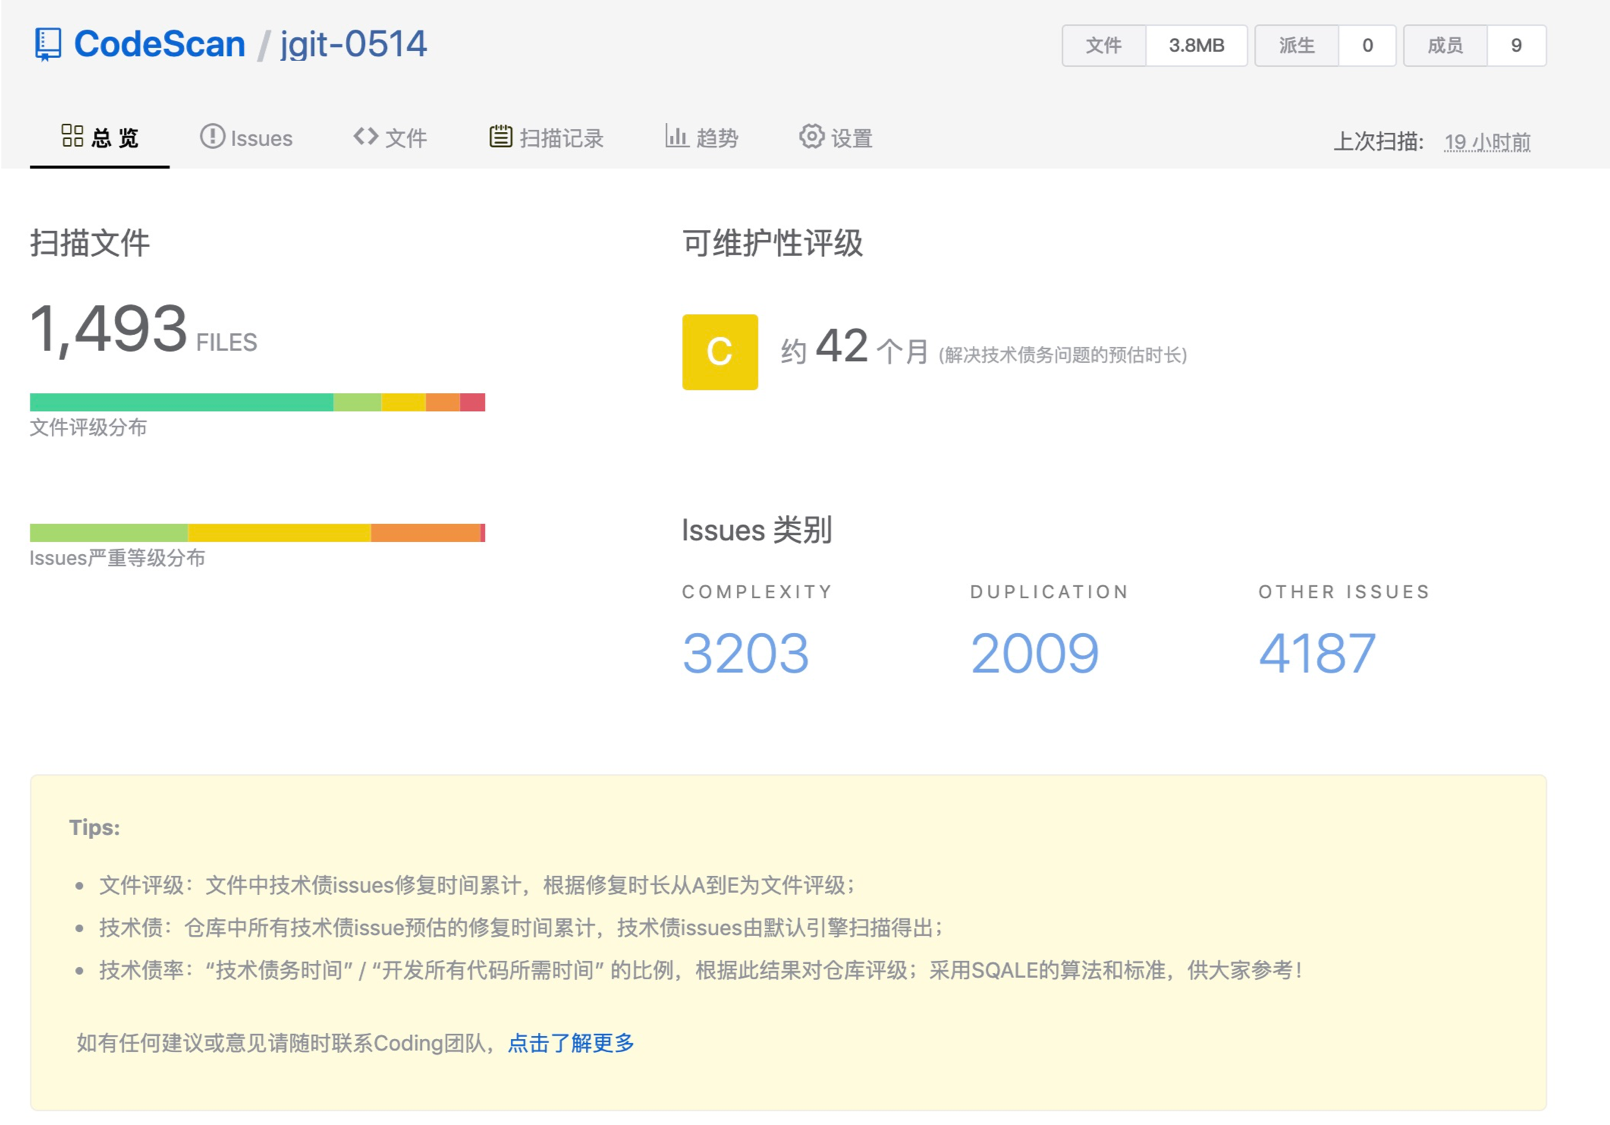 CodeScan / jgit-0514
文件 3.8MB 派生 0 成员 9
总 览 Issues 文件 扫描记录 趋势 设置 上次扫描: 19 小时前
扫描文件
1,493 FILES
文件评级分布
Issues严重等级分布
可维护性评级
C 约 42 个月 (解决技术债务问题的预估时长)
Issues 类别
COMPLEXITY DUPLICATION OTHER ISSUES
3203 2009 4187
Tips:
• 文件评级：文件中技术债issues修复时间累计，根据修复时长从A到E为文件评级；
• 技术债：仓库中所有技术债issue预估的修复时间累计，技术债issues由默认引擎扫描得出；
• 技术债率：“技术债务时间” / “开发所有代码所需时间” 的比例，根据此结果对仓库评级；采用SQALE的算法和标准，供大家参考！
如有任何建议或意见请随时联系Coding团队，点击了解更多